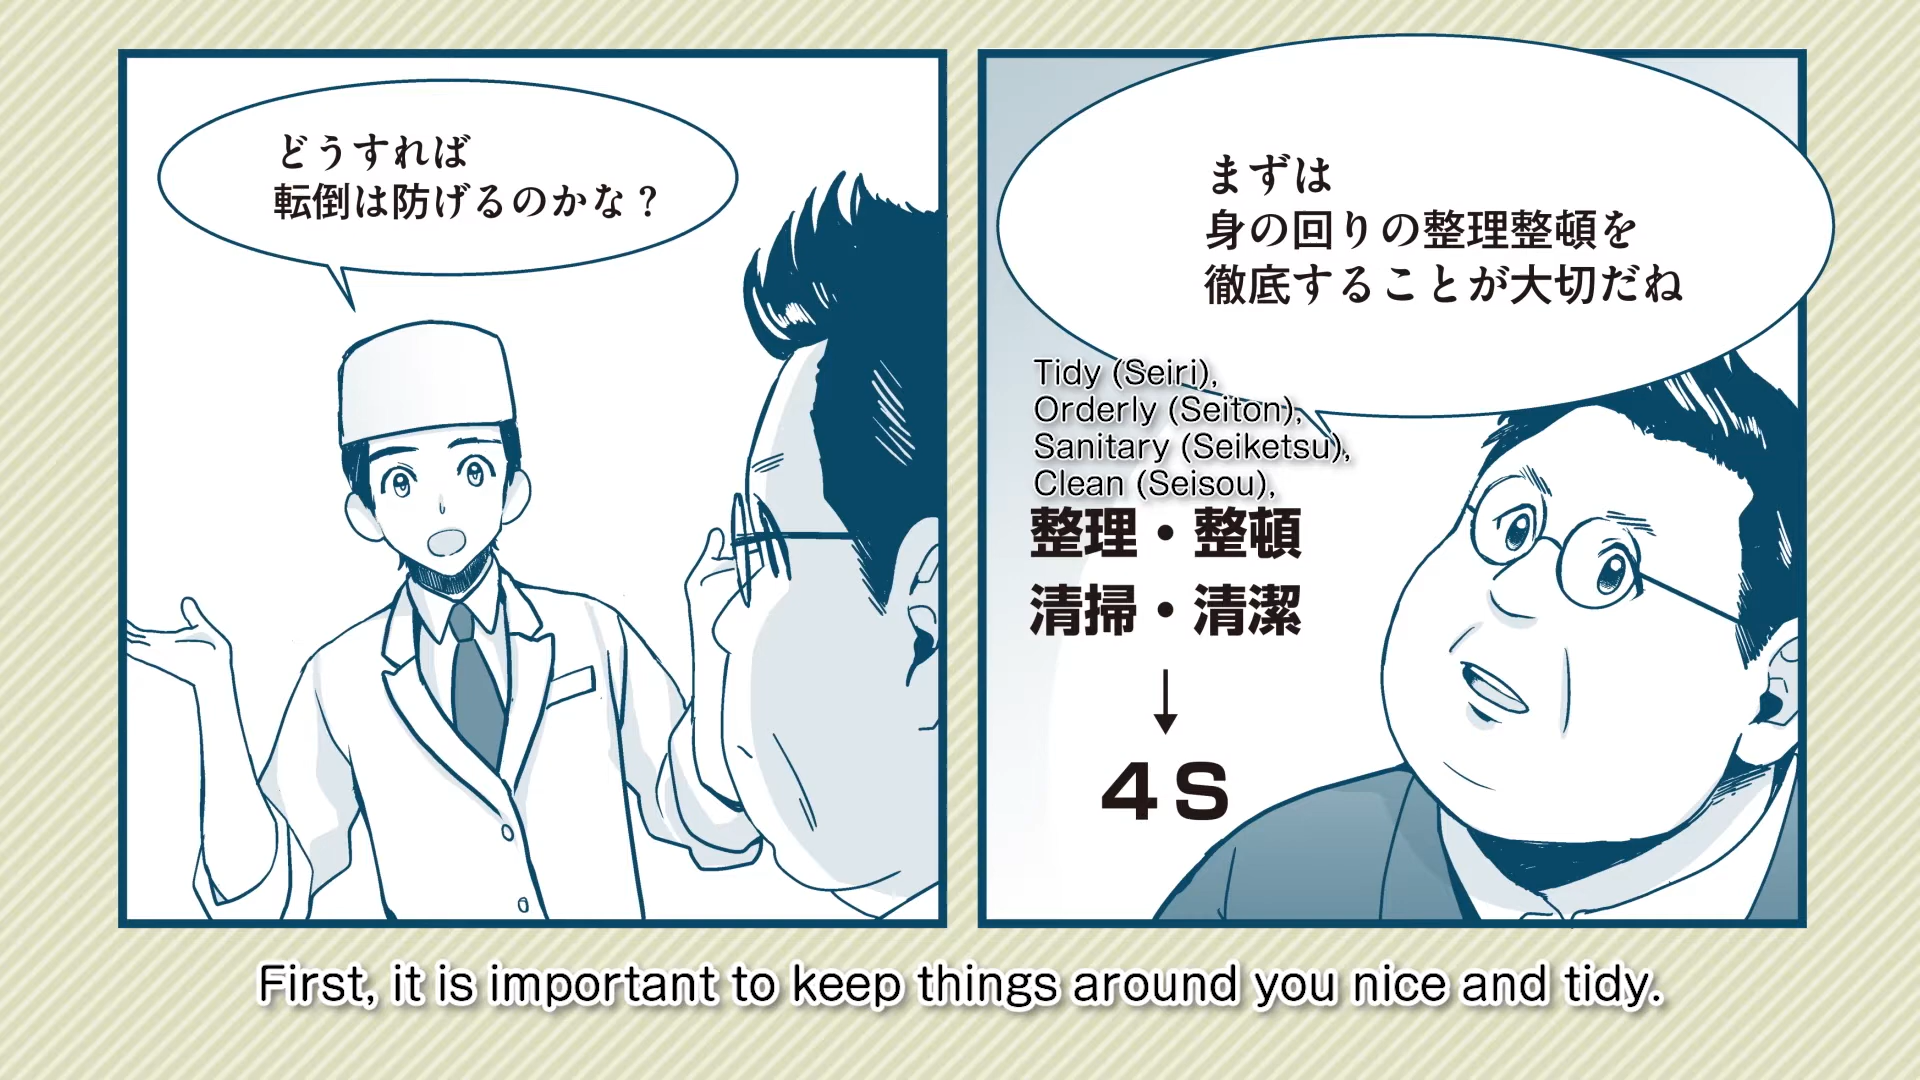 どうすれば
転倒は防げるのかな？
まずは
身の回りの整理整頓を
徹底することが大切だね
Tidy (Seiri),
Orderly (Seiton),
Sanitary (Seiketsu),
Clean (Seisou),
整理・整頓
清掃・清潔
↓
４Ｓ
First, it is important to keep things around you nice and tidy.